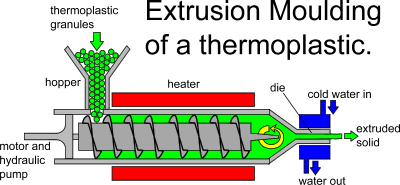 Extrusion Moulding
of a thermoplastic.
thermoplastic
granules
hopper
heater
die
cold water in
extruded
solid
motor and
hydraulic
pump
water out